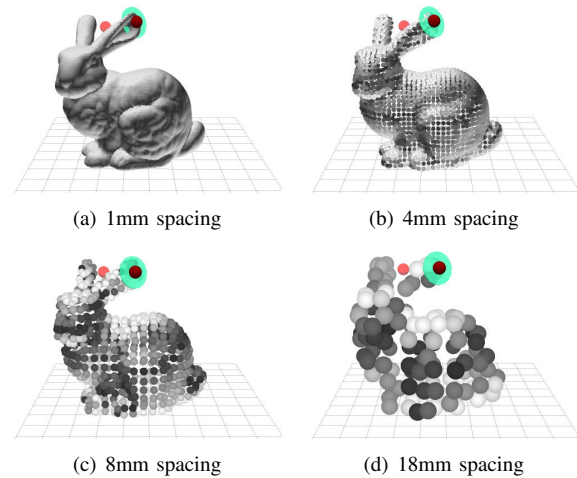 (a) 1mm spacing
(b) 4mm spacing
(c) 8mm spacing
(d) 18mm spacing